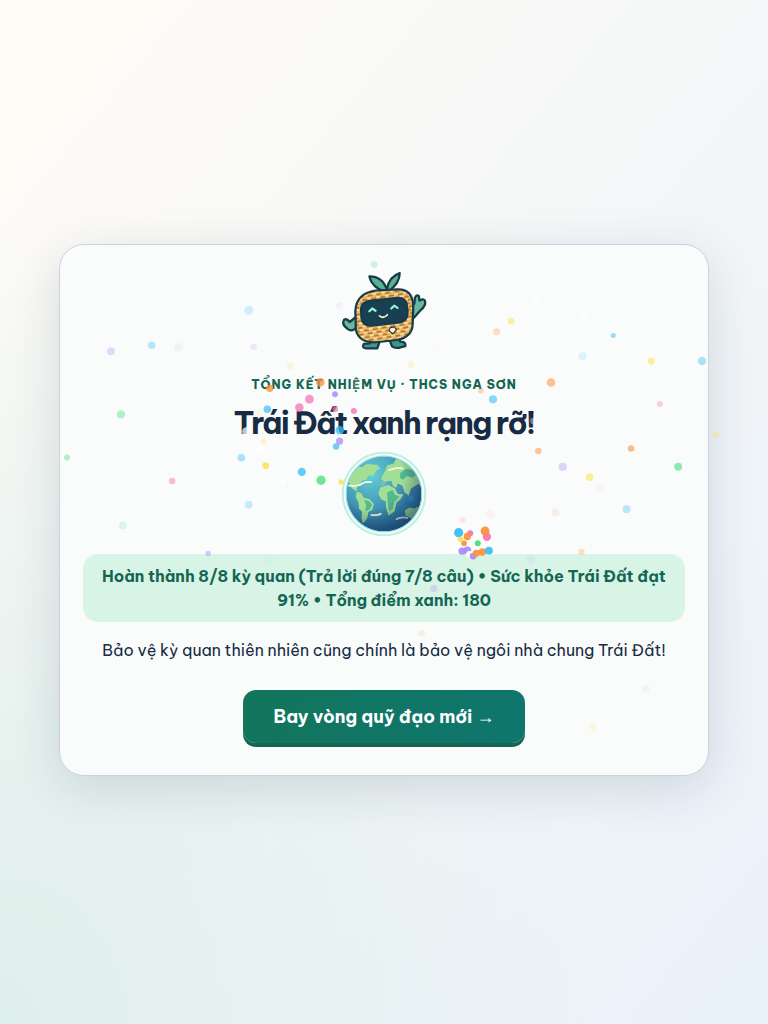 TỔNG KẾT NHIỆM VỤ · THCS NGA SƠN
Trái Đất xanh rạng rỡ!
Hoàn thành 8/8 kỳ quan (Trả lời đúng 7/8 câu) • Sức khỏe Trái Đất đạt
91% • Tổng điểm xanh: 180
Bảo vệ kỳ quan thiên nhiên cũng chính là bảo vệ ngôi nhà chung Trái Đất!
Bay vòng quỹ đạo mới →